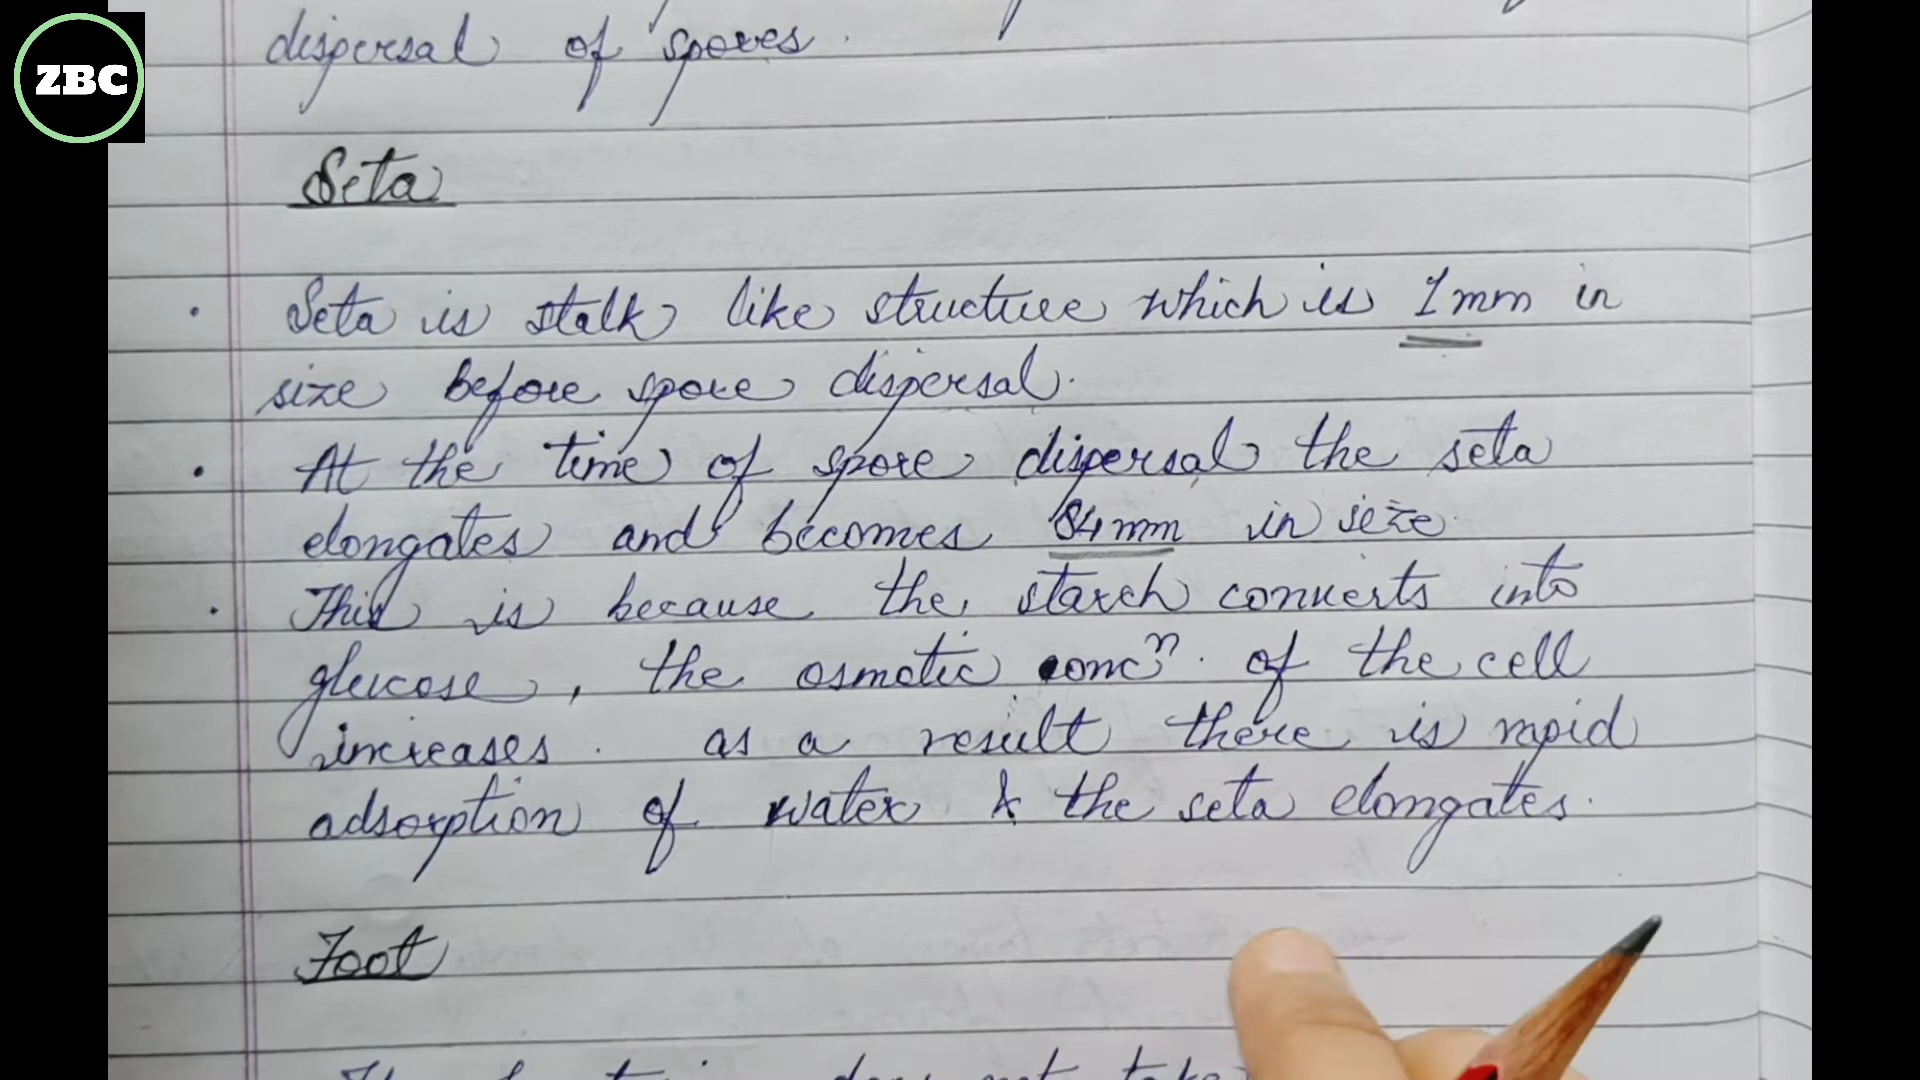 ZBC
dispersal of spores.
Seta
• Seta is stalk like structure which is 1mm in
size before spore dispersal.
• At the time of spore dispersal the seta
elongates and becomes 84mm in size.
• This is because the starch converts into
glucose, the osmotic concⁿ. of the cell
increases. as a result there is rapid
adsorption of water & the seta elongates.
Foot
does not take